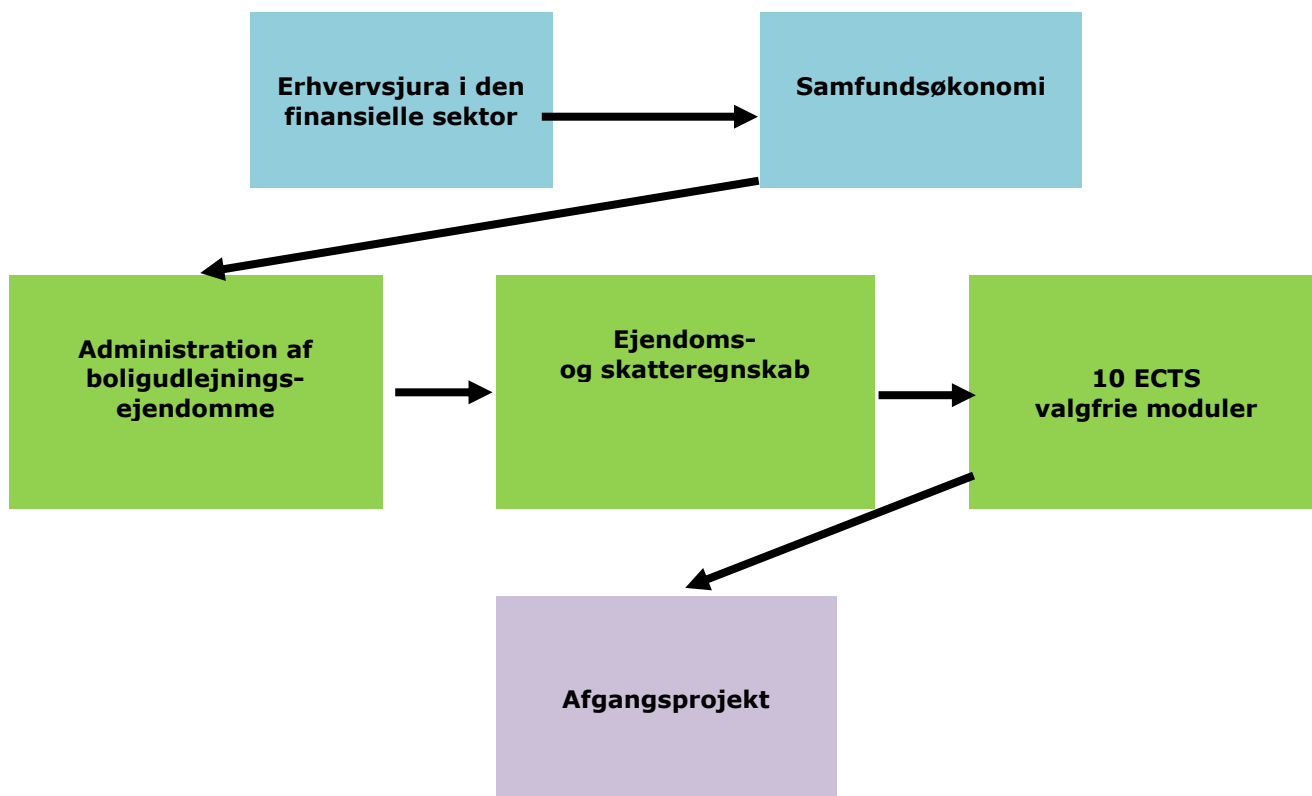 Erhvervsjura i den
finansielle sektor
Samfundsøkonomi
Administration af
boligudlejnings-
ejendomme
Ejendoms-
og skatteregnskab
10 ECTS
valgfrie moduler
Afgangsprojekt